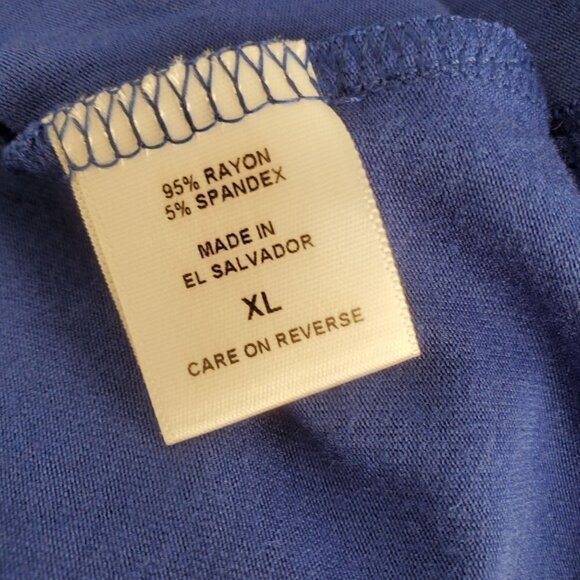 95% RAYON
5% SPANDEX
MADE IN
EL SALVADOR
XL
CARE ON REVERSE